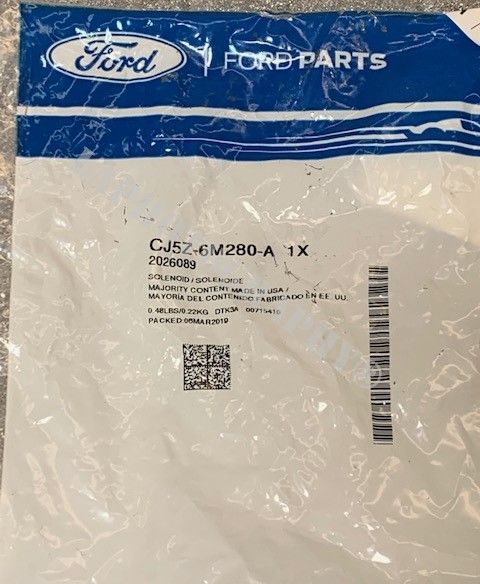 Ford
FORD PARTS
CJ5Z-6M280-A 1X
2026089
SOLENOID / SOLENOIDE
MAJORITY CONTENT MADE IN USA /
MAYORIA DEL CONTENIDO FABRICADO EN EE. UU.
0.48LBS/0.22KG DTK3A 00715410
PACKED:06MAR2019